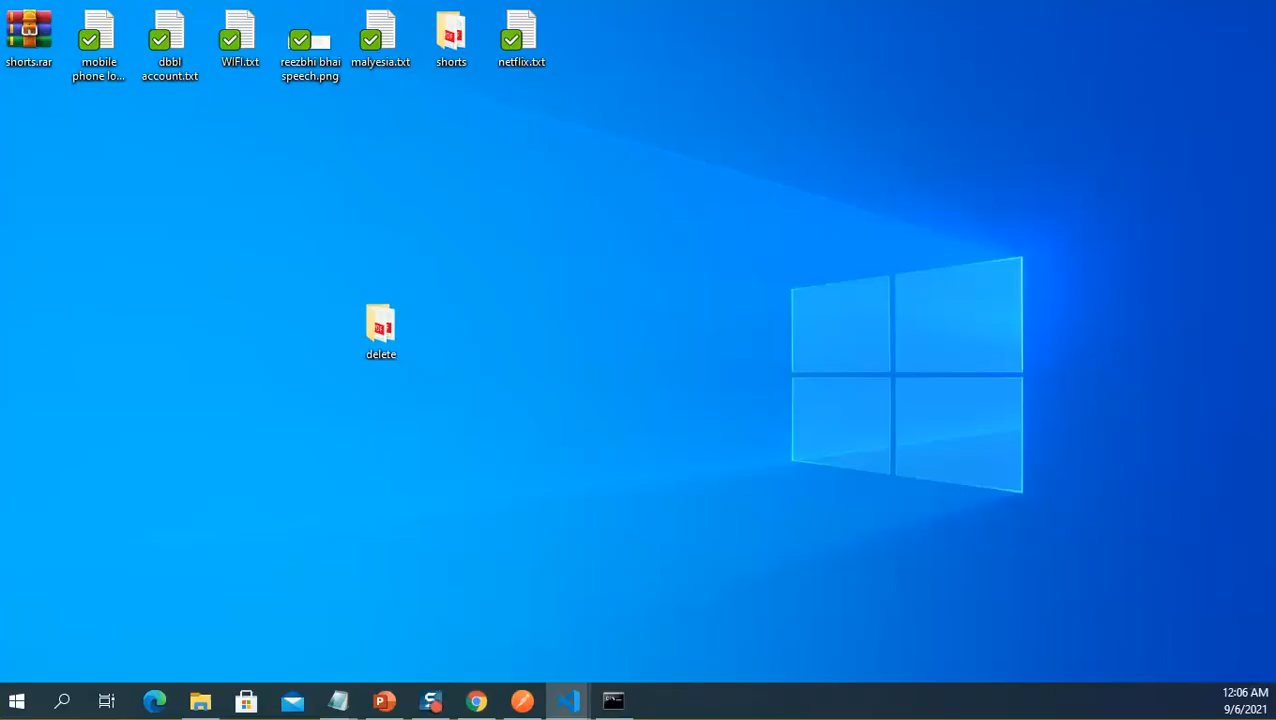 shorts.rar
mobile
phone lo...
dbbl
account.txt
WIFI.txt
reezbhi bhai
speech.png
malyesia.txt
shorts
netflix.txt
delete
12:06 AM
9/6/2021